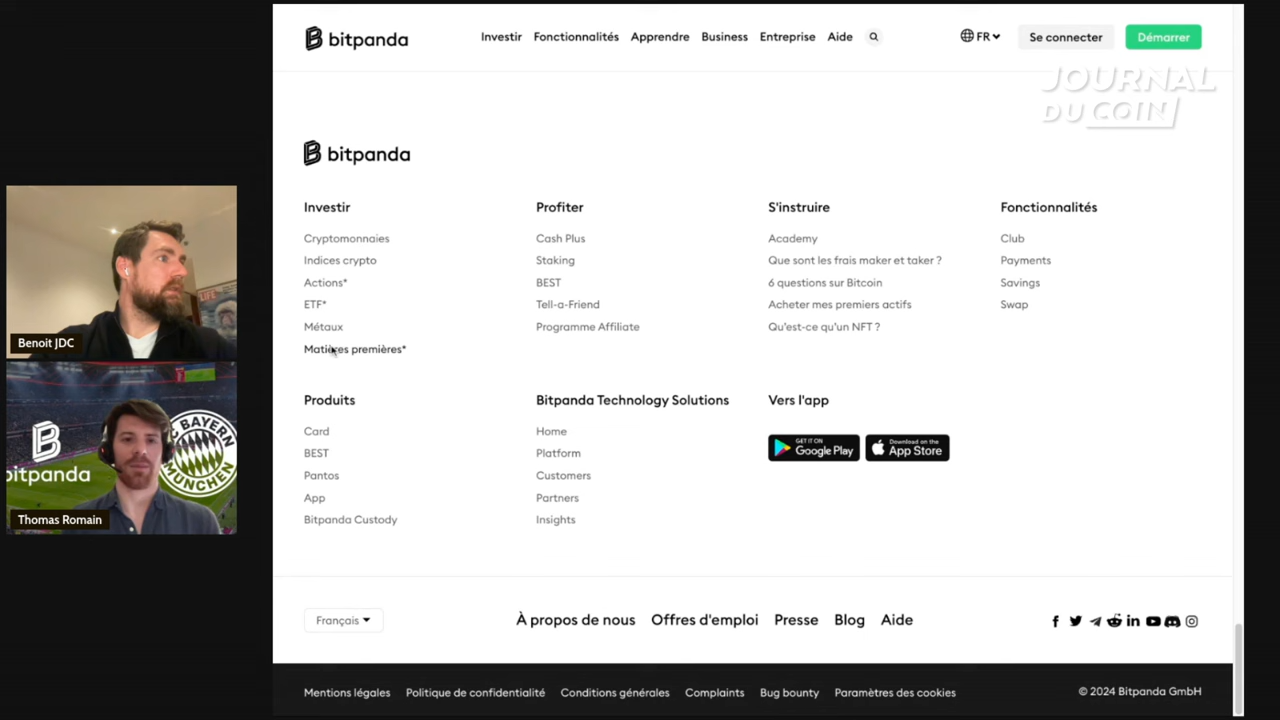 bitpanda
Investir Fonctionnalités Apprendre Business Entreprise Aide
FR
Se connecter
Démarrer
JOURNAL
DU COIN
bitpanda
Investir
Cryptomonnaies
Indices crypto
Actions*
ETF*
Métaux
Matières premières*
Profiter
Cash Plus
Staking
BEST
Tell-a-Friend
Programme Affiliate
S'instruire
Academy
Que sont les frais maker et taker ?
6 questions sur Bitcoin
Acheter mes premiers actifs
Qu'est-ce qu'un NFT ?
Fonctionnalités
Club
Payments
Savings
Swap
Produits
Card
BEST
Pantos
App
Bitpanda Custody
Bitpanda Technology Solutions
Home
Platform
Customers
Partners
Insights
Vers l'app
GET IT ON
Google Play
Download on the
App Store
Français
À propos de nous Offres d'emploi Presse Blog Aide
Mentions légales Politique de confidentialité Conditions générales Complaints Bug bounty Paramètres des cookies
© 2024 Bitpanda GmbH
LIFE
Benoit JDC
bitpanda
FC BAYERN
MÜNCHEN
Thomas Romain